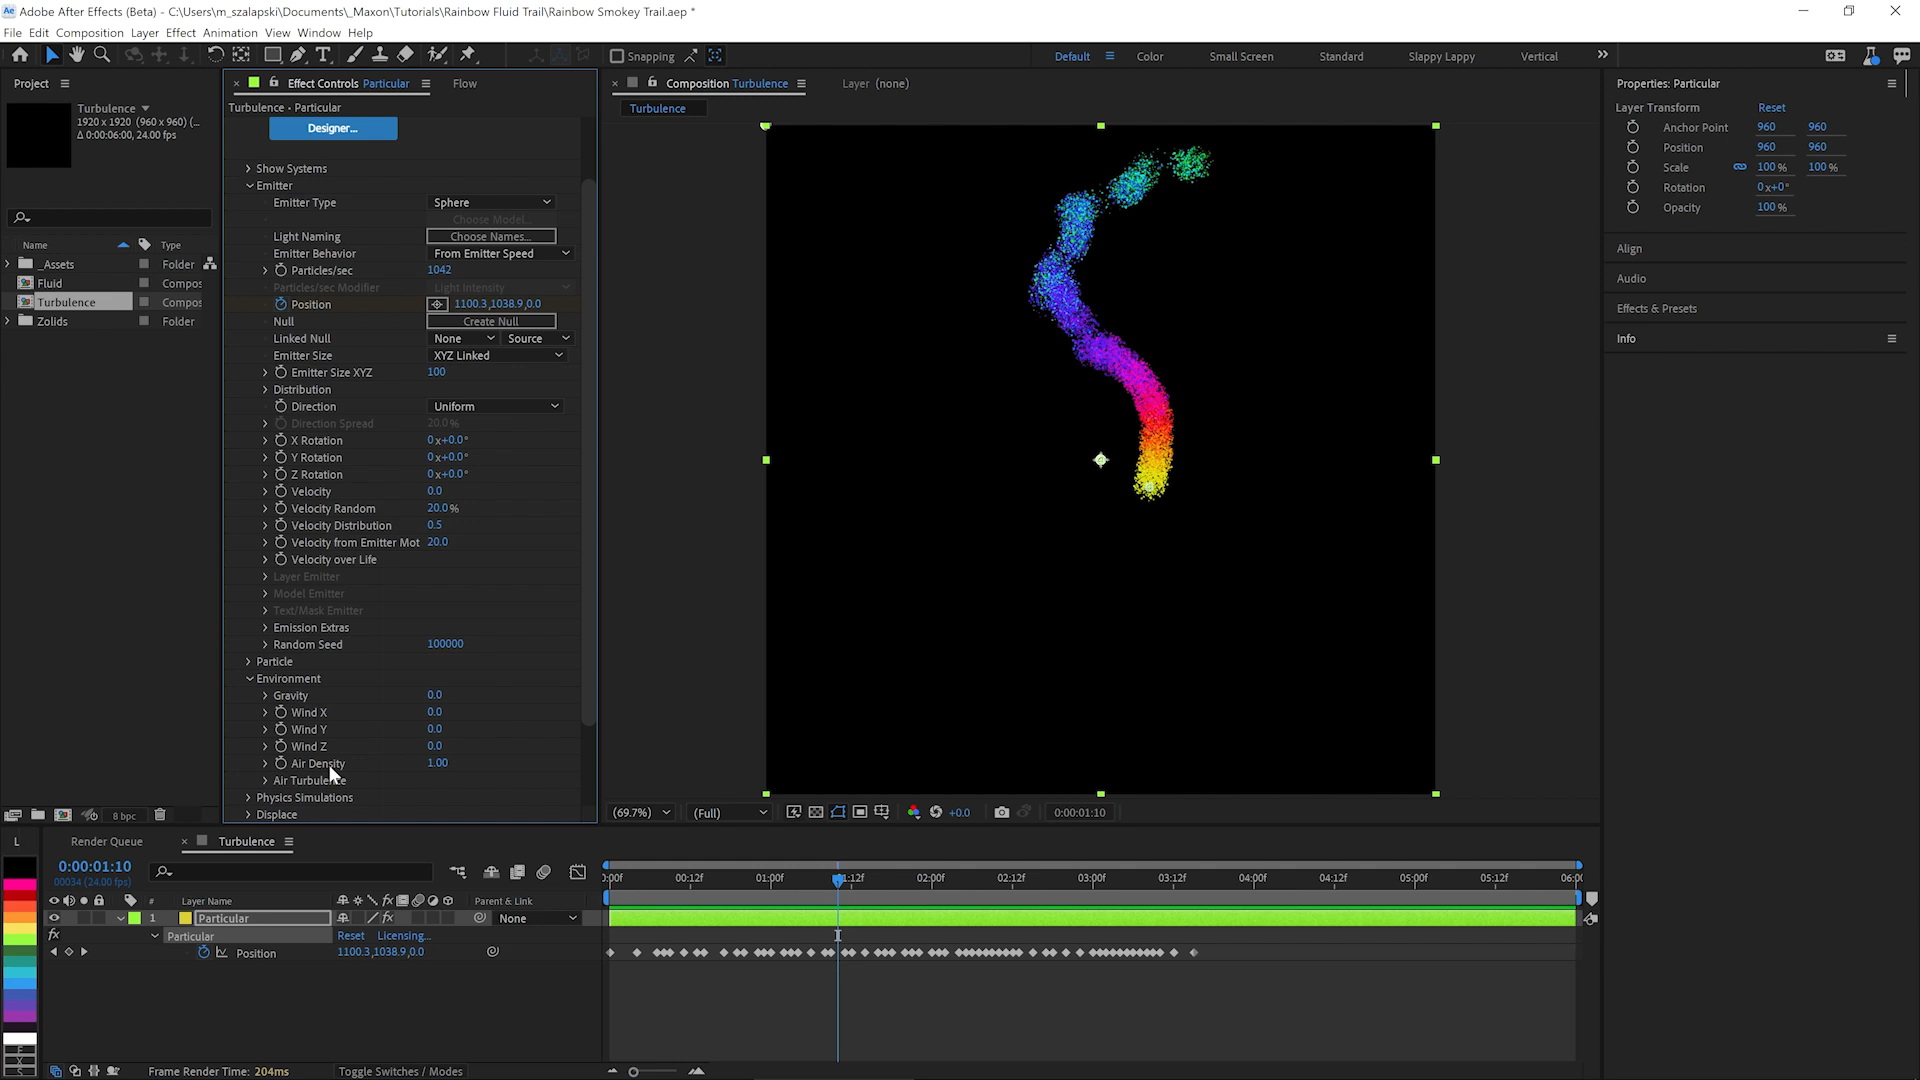 Ae Adobe After Effects (Beta) - C:\Users\m_szalapski\Documents\_Maxon\Tutorials\Rainbow Fluid Trail\Rainbow Smokey Trail.aep *
File Edit Composition Layer Effect Animation View Window Help
Snapping
Default Color Small Screen Standard Slappy Lappy Vertical
Project
Turbulence
1920 x 1920 (960 x 960) (...
Δ 0:00:06:00, 24.00 fps
Name Type
_Assets Folder
Fluid Compos
Turbulence Compos
Zolids Folder
8 bpc
Effect Controls Particular Flow
Turbulence • Particular
Designer...
Show Systems
Emitter
Emitter Type Sphere
Choose Model...
Light Naming Choose Names...
Emitter Behavior From Emitter Speed
Particles/sec 1042
Particles/sec Modifier Light Intensity
Position 1100.3,1038.9,0.0
Null Create Null
Linked Null None Source
Emitter Size XYZ Linked
Emitter Size XYZ 100
Distribution
Direction Uniform
Direction Spread 20.0%
X Rotation 0x+0.0°
Y Rotation 0x+0.0°
Z Rotation 0x+0.0°
Velocity 0.0
Velocity Random 20.0%
Velocity Distribution 0.5
Velocity from Emitter Mot 20.0
Velocity over Life
Layer Emitter
Model Emitter
Text/Mask Emitter
Emission Extras
Random Seed 100000
Particle
Environment
Gravity 0.0
Wind X 0.0
Wind Y 0.0
Wind Z 0.0
Air Density 1.00
Air Turbulence
Physics Simulations
Displace
Composition Turbulence Layer (none)
Turbulence
(69.7%) (Full) +0.0 0:00:01:10
Properties: Particular
Layer Transform Reset
Anchor Point 960 960
Position 960 960
Scale 100% 100%
Rotation 0x+0°
Opacity 100%
Align
Audio
Effects & Presets
Info
L
F
X
S
Render Queue Turbulence
0:00:01:10
00034 (24.00 fps)
# Layer Name Parent & Link
1 Particular None
Particular Reset Licensing...
Position 1100.3,1038.9,0.0
):00f 00:12f 01:00f 01:12f 02:00f 02:12f 03:00f 03:12f 04:00f 04:12f 05:00f 05:12f 06:0(
Frame Render Time: 204ms Toggle Switches / Modes